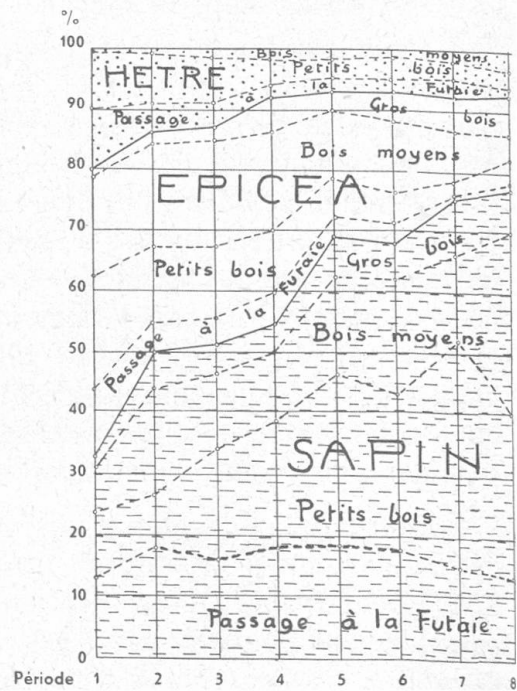 %
100
Bois moyens
HETRE
Petits bois
à la Futaie
90
Passage
Gros bois
Bois moyens
80
EPICEA
70
Petits bois
Passage à la Futaie
Gros bois
60
Bois moyens
50
40
SAPIN
30
Petits bois
20
Passage à la Futaie
10
0
Période 1 2 3 4 5 6 7 8